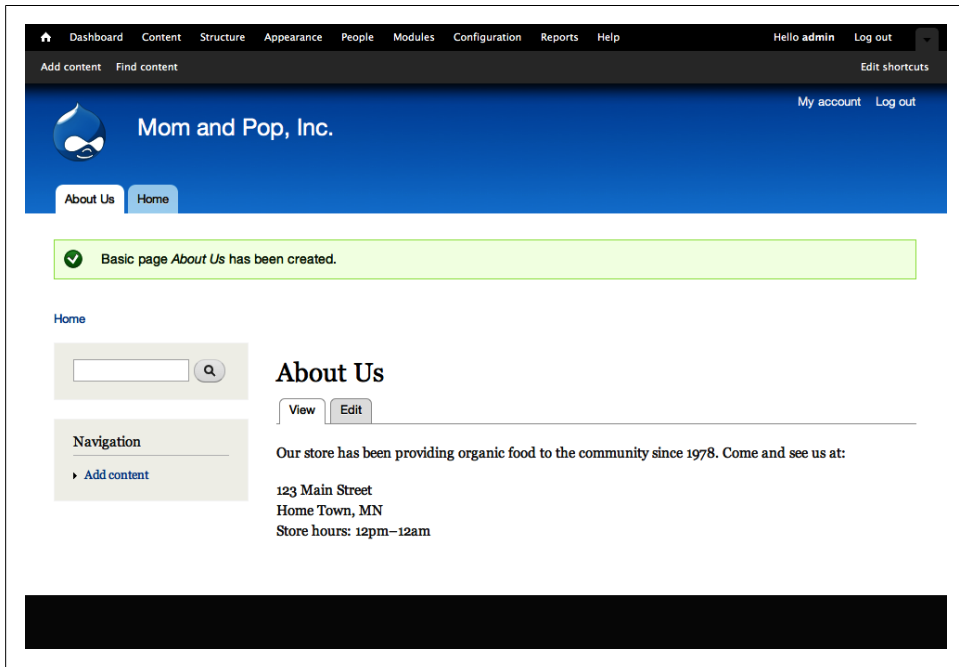 Dashboard Content Structure Appearance People Modules Configuration Reports Help Hello admin Log out
Add content Find content Edit shortcuts
My account Log out
Mom and Pop, Inc.
About Us Home
Basic page About Us has been created.
Home
About Us
View Edit
Navigation
Add content
Our store has been providing organic food to the community since 1978. Come and see us at:
123 Main Street
Home Town, MN
Store hours: 12pm–12am